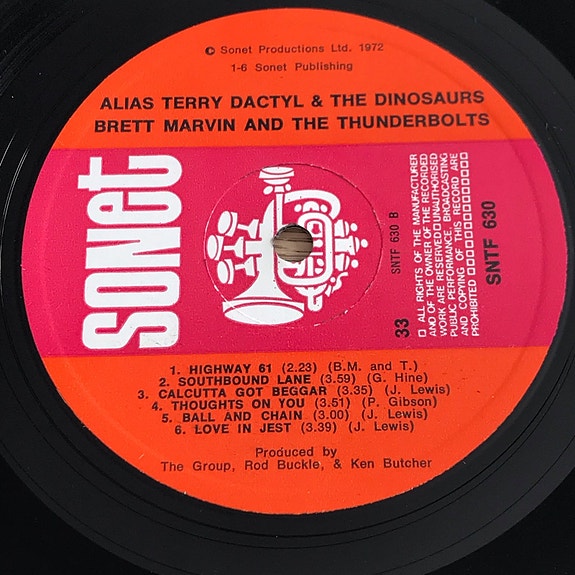 © Sonet Productions Ltd. 1972
1-6 Sonet Publishing
ALIAS TERRY DACTYL & THE DINOSAURS
BRETT MARVIN AND THE THUNDERBOLTS
sonet
SNTF 630 B
33
□ ALL RIGHTS OF THE MANUFACTURER
AND OF THE OWNER OF THE RECORDED
WORK ARE RESERVED □ UNAUTHORISED
PUBLIC PERFORMANCE, BROADCASTING
AND COPYING OF THIS RECORD ARE
PROHIBITED □□□□□□□□□□□□
SNTF 630
1. HIGHWAY 61 (2.23) (B.M. and T.)
2. SOUTHBOUND LANE (3.59) (G. Hine)
3. CALCUTTA GOT BEGGAR (3.35) (J. Lewis)
4. THOUGHTS ON YOU (3.51) (P. Gibson)
5. BALL AND CHAIN (3.00) (J. Lewis)
6. LOVE IN JEST (3.39) (J. Lewis)
Produced by
The Group, Rod Buckle, & Ken Butcher